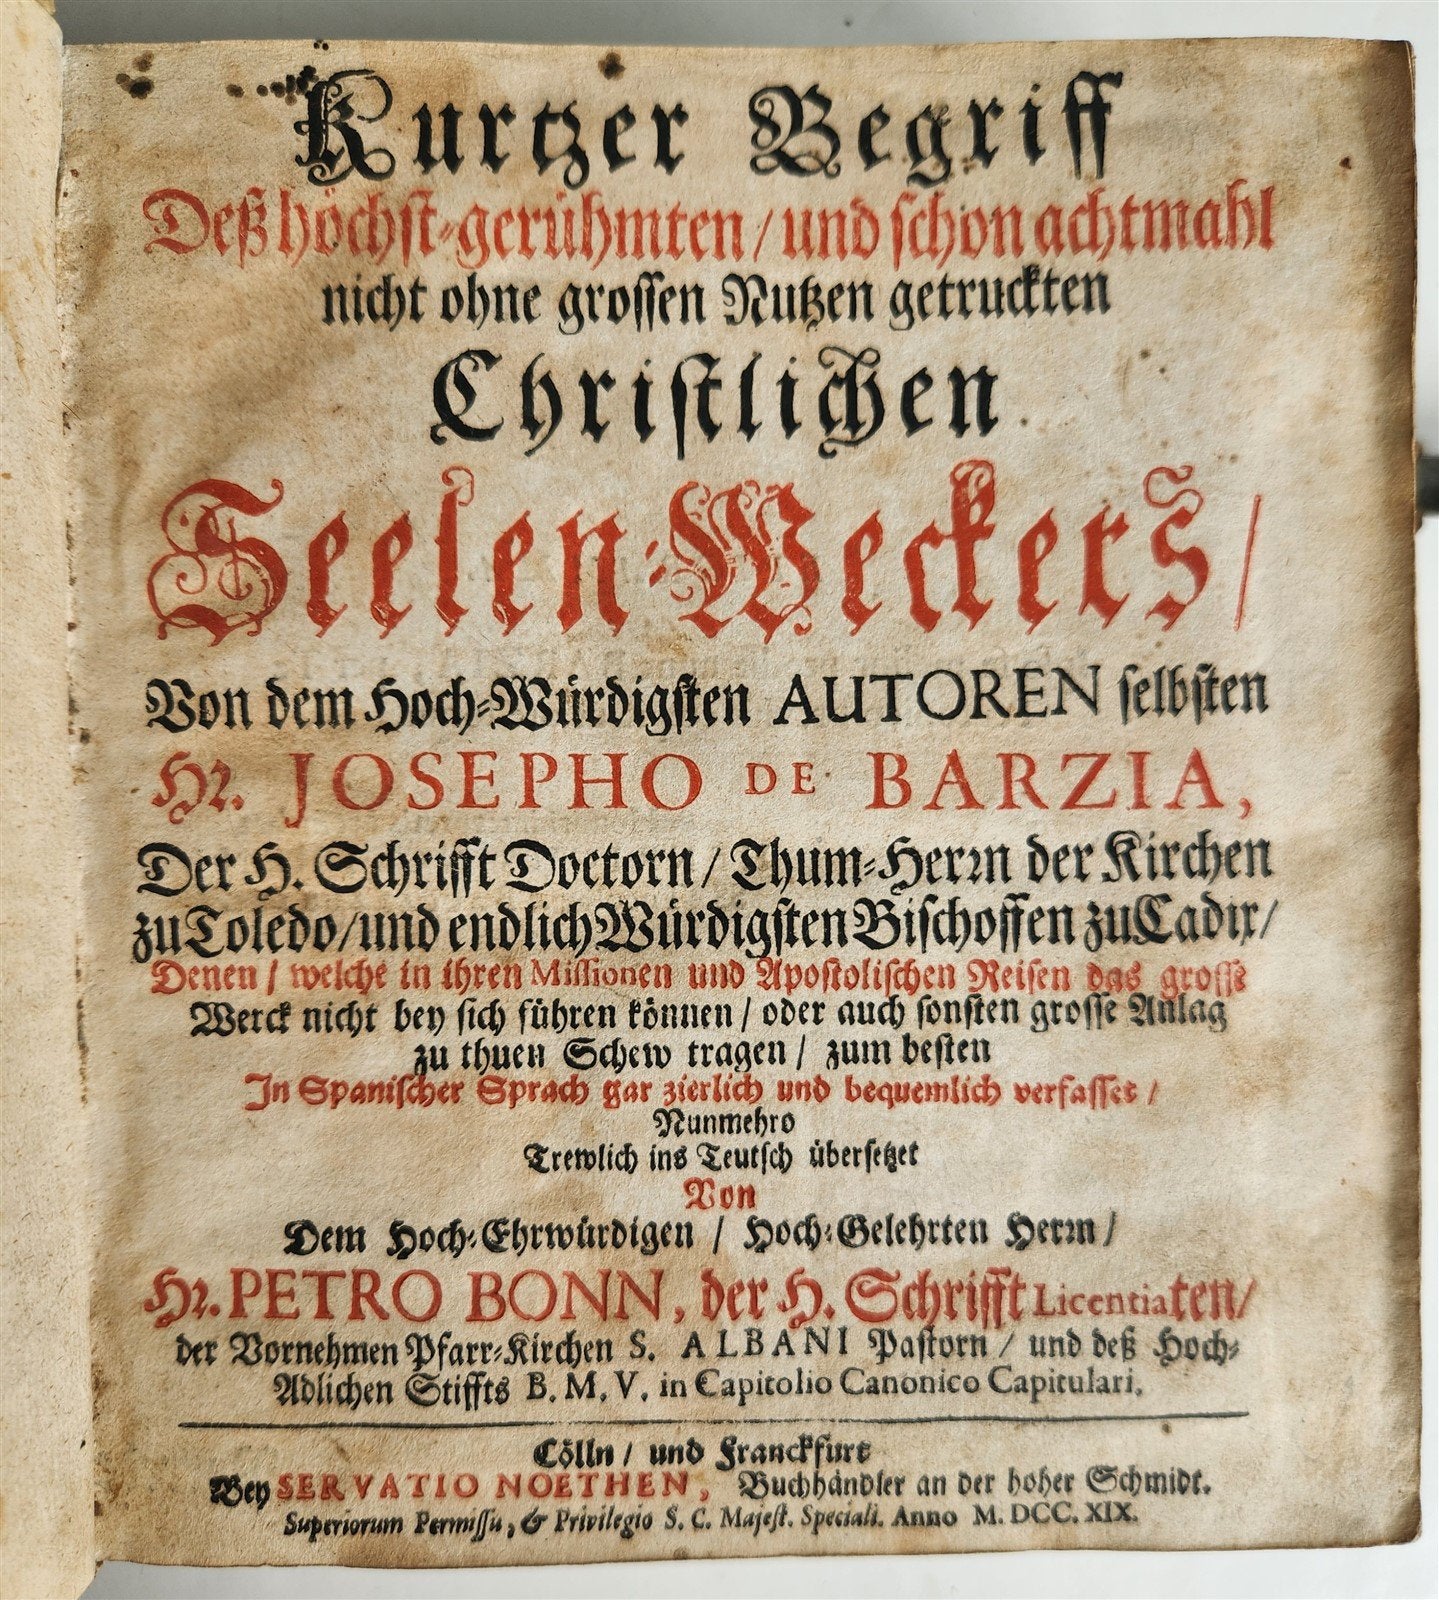 Kurtzer Begriff
Deß höchst-gerühmten / und schon achtmahl
nicht ohne grossen Nutzen getruckten
Christlichen
Seelen-Weckers /
Von dem Hoch-Würdigsten AUTOREN selbsten
Hr. JOSEPHO DE BARZIA,
Der H. Schrifft Doctorn / Thum-Herrn der Kirchen
zu Toledo / und endlich Würdigsten Bischoffen zu Cadix /
Denen / welche in ihren Missionen und Apostolischen Reisen das grosse
Werck nicht bey sich führen können / oder auch sonsten grosse Anlag
zu thuen Schew tragen / zum besten
In Spanischer Sprach gar zierlich und bequemlich verfasset /
Nunmehro
Trewlich ins Teutsch übersetzet
Von
Dem Hoch-Ehrwürdigen / Hoch-Gelehrten Herrn /
Hr. PETRO BONN, der H. Schrifft Licentiaten /
der Vornehmen Pfarr-Kirchen S. ALBANI Pastorn / und deß Hoch-
Adlichen Stiffts B. M. V. in Capitolio Canonico Capitulari.
Cölln / und Franckfurt
Bey SERVATIO NOETHEN, Buchhändler an der hoher Schmidt.
Superiorum Permissu, & Privilegio S. C. Majest. Speciali. Anno M. DCC. XIX.